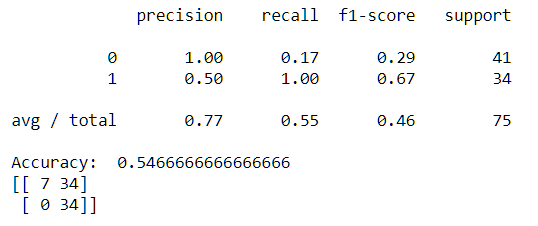 precision recall f1-score support
0 1.00 0.17 0.29 41
1 0.50 1.00 0.67 34
avg / total 0.77 0.55 0.46 75
Accuracy: 0.5466666666666666
[[ 7 34]
[ 0 34]]